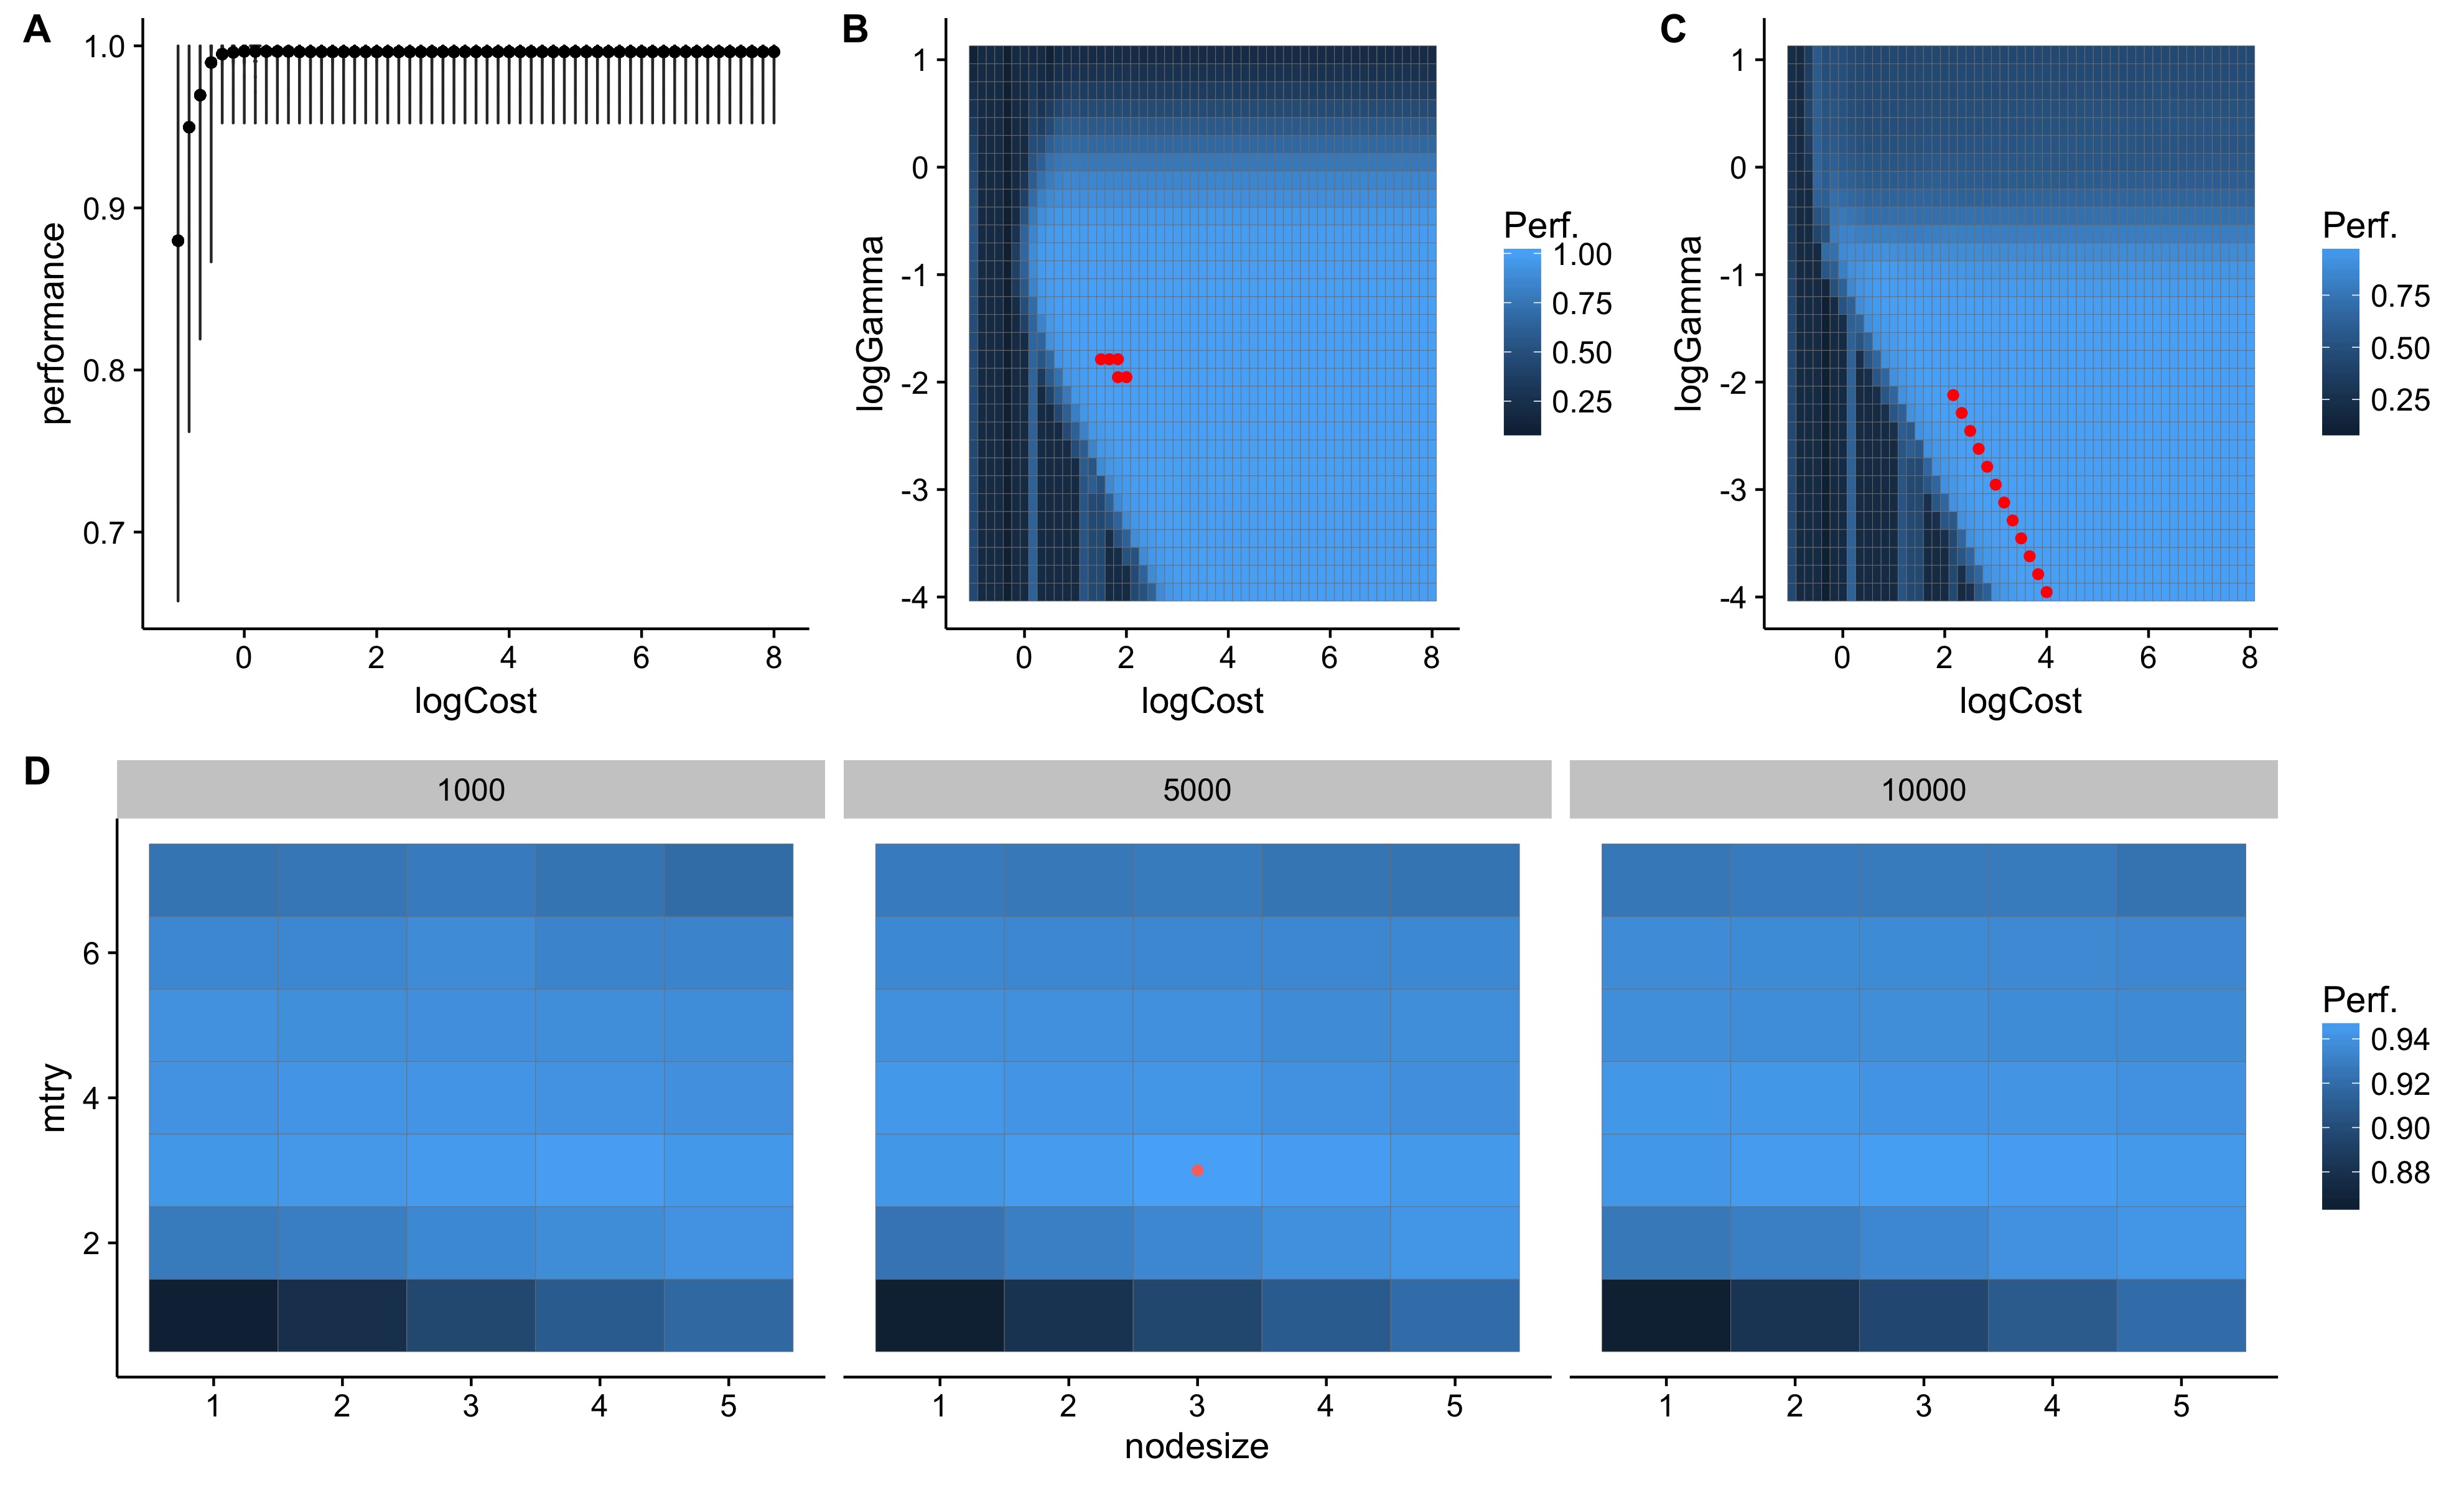 A
1.0
0.9
0.8
0.7
performance
0 2 4 6 8
logCost
B
1
0
-1
-2
-3
-4
logGamma
0 2 4 6 8
logCost
Perf.
1.00
0.75
0.50
0.25
C
1
0
-1
-2
-3
-4
logGamma
0 2 4 6 8
logCost
Perf.
0.75
0.50
0.25
D
1000 5000 10000
6
4
2
mtry
1 2 3 4 5 1 2 3 4 5 1 2 3 4 5
nodesize
Perf.
0.94
0.92
0.90
0.88